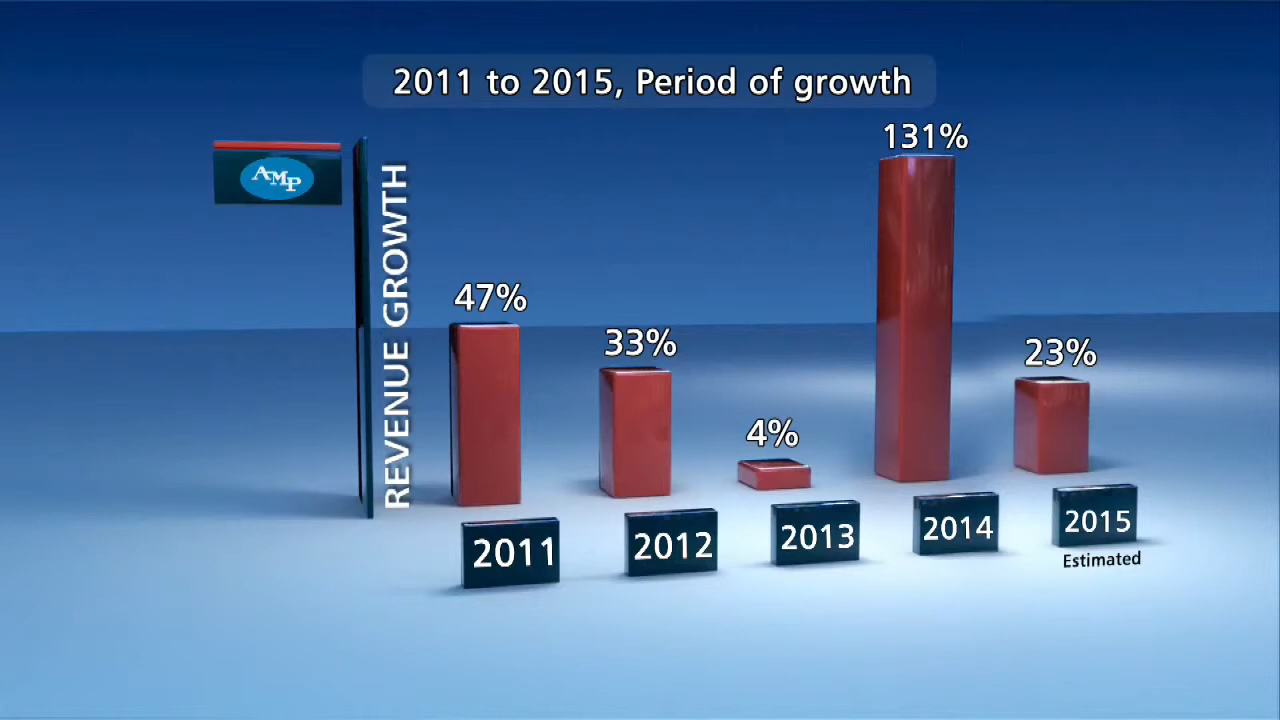 2011 to 2015, Period of growth
AMP
REVENUE GROWTH
47%
33%
4%
131%
23%
2011
2012
2013
2014
2015
Estimated